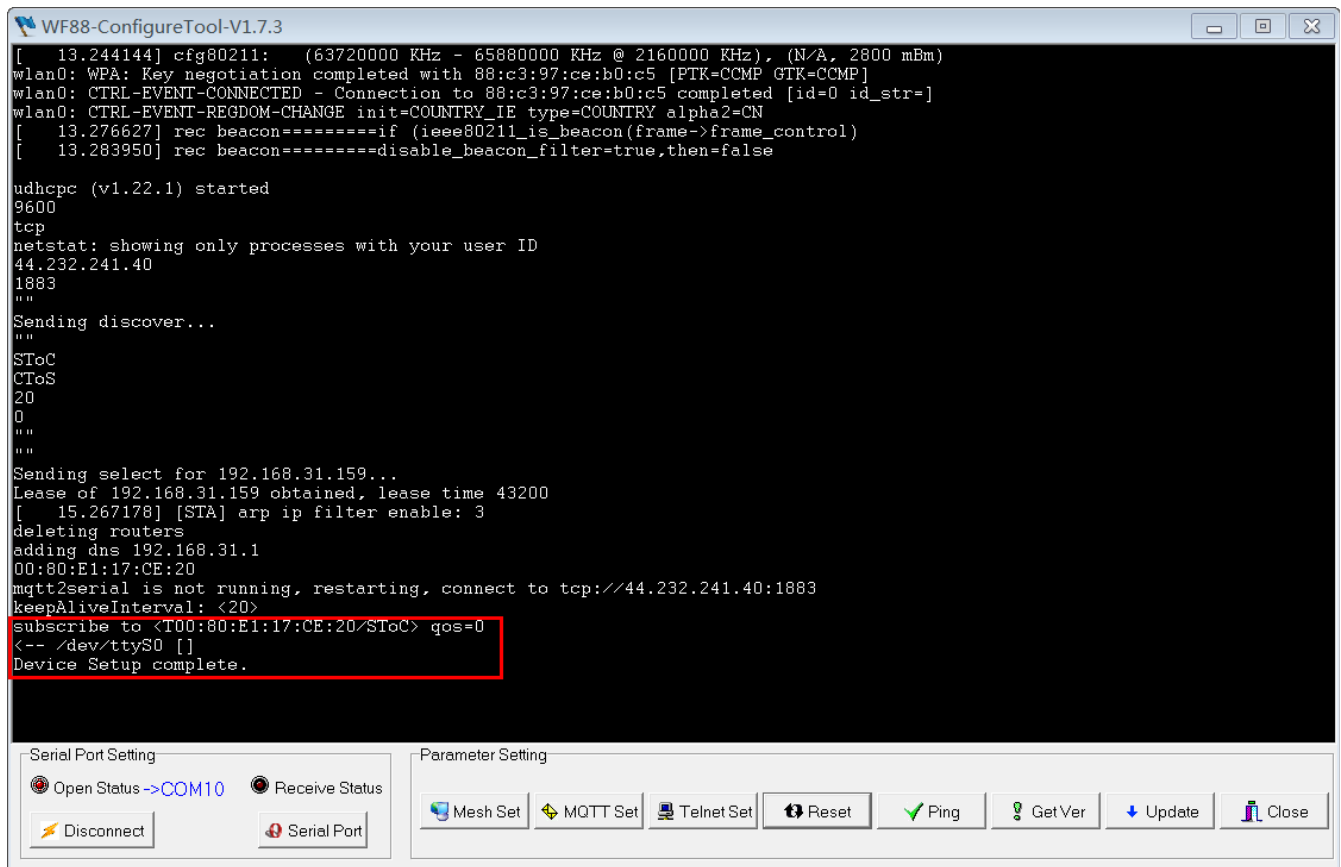 WF88-ConfigureTool-V1.7.3
[   13.244144] cfg80211:   (63720000 KHz - 65880000 KHz @ 2160000 KHz), (N/A, 2800 mBm)
wlan0: WPA: Key negotiation completed with 88:c3:97:ce:b0:c5 [PTK=CCMP GTK=CCMP]
wlan0: CTRL-EVENT-CONNECTED - Connection to 88:c3:97:ce:b0:c5 completed [id=0 id_str=]
wlan0: CTRL-EVENT-REGDOM-CHANGE init=COUNTRY_IE type=COUNTRY alpha2=CN
[   13.276627] rec beacon=========if (ieee80211_is_beacon(frame->frame_control)
[   13.283950] rec beacon=========disable_beacon_filter=true,then=false
udhcpc (v1.22.1) started
9600
tcp
netstat: showing only processes with your user ID
44.232.241.40
1883
""
Sending discover...
""
SToC
CToS
20
0
""
""
Sending select for 192.168.31.159...
Lease of 192.168.31.159 obtained, lease time 43200
[   15.267178] [STA] arp ip filter enable: 3
deleting routers
adding dns 192.168.31.1
00:80:E1:17:CE:20
mqtt2serial is not running, restarting, connect to tcp://44.232.241.40:1883
keepAliveInterval: <20>
subscribe to <T00:80:E1:17:CE:20/SToC> qos=0
<-- /dev/ttyS0 []
Device Setup complete.
Serial Port Setting
Open Status ->COM10 Receive Status
Disconnect Serial Port
Parameter Setting
Mesh Set MQTT Set Telnet Set Reset Ping Get Ver Update Close